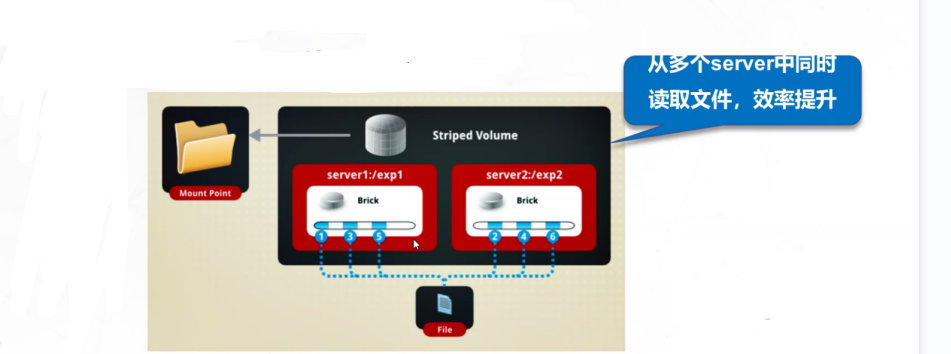 从多个server中同时
读取文件，效率提升
Striped Volume
Mount Point
server1:/exp1
server2:/exp2
Brick
Brick
1 3 5
2 4 6
File